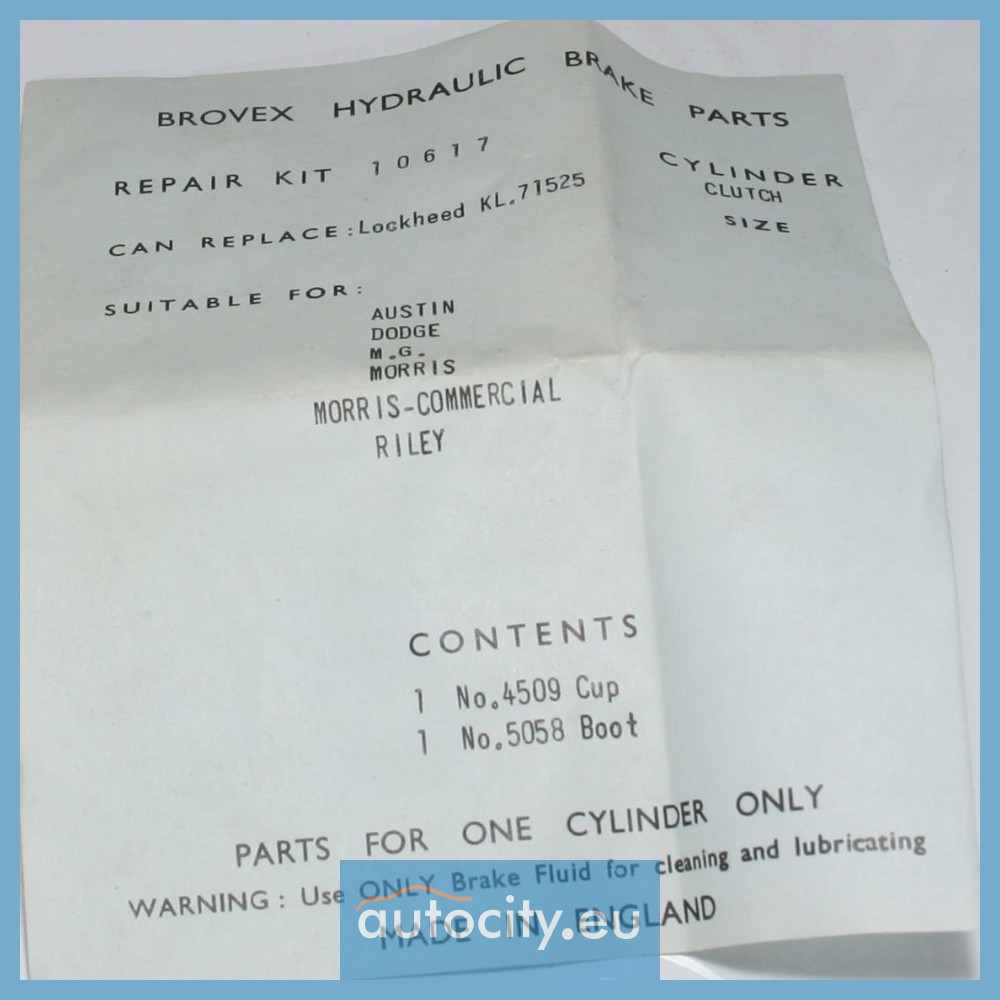 BROVEX HYDRAULIC BRAKE PARTS
REPAIR KIT 10617
CYLINDER
CLUTCH
SIZE
CAN REPLACE: Lockheed KL.71525
SUITABLE FOR:
AUSTIN
DODGE
M.G.
MORRIS
MORRIS-COMMERCIAL
RILEY
CONTENTS
1 No.4509 Cup
1 No.5058 Boot
PARTS FOR ONE CYLINDER ONLY
WARNING: Use ONLY Brake Fluid for cleaning and lubricating
MADE IN ENGLAND
autocity.eu